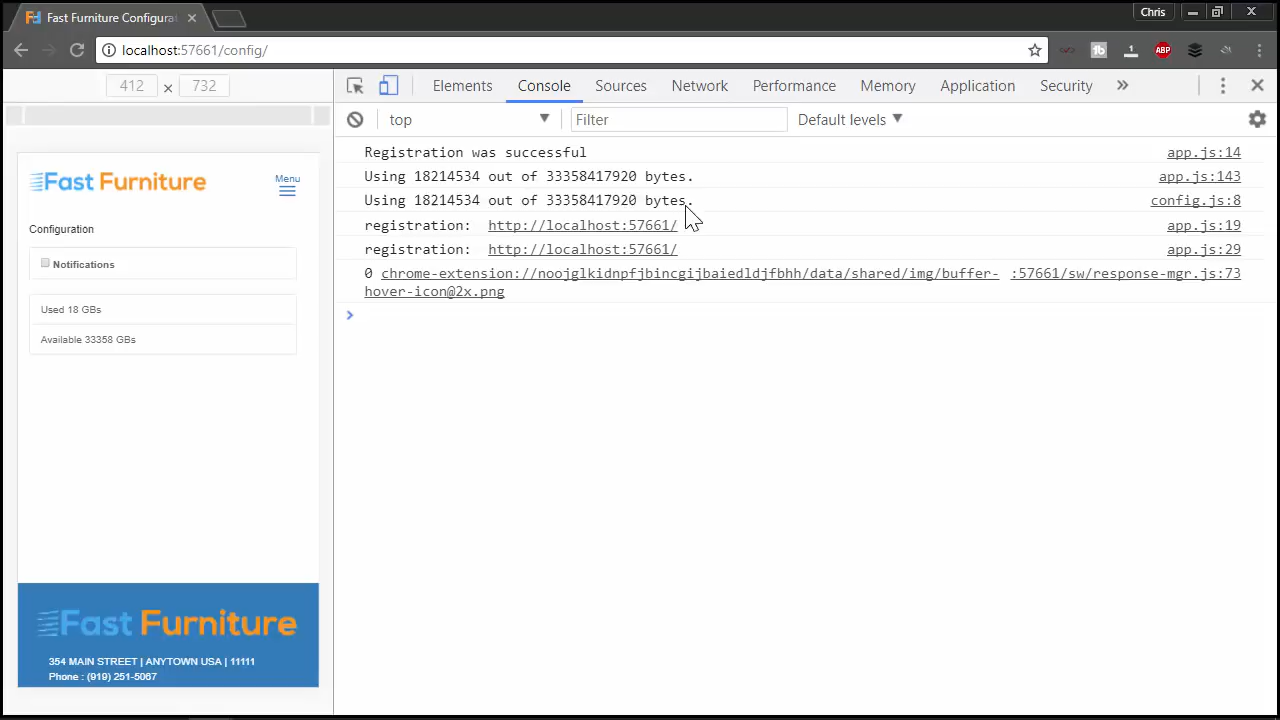 Fast Furniture Configurat
Chris
localhost:57661/config/
412 × 732
Elements Console Sources Network Performance Memory Application Security »
top Filter Default levels
Registration was successful app.js:14
Using 18214534 out of 33358417920 bytes. app.js:143
Using 18214534 out of 33358417920 bytes. config.js:8
registration: http://localhost:57661/ app.js:19
registration: http://localhost:57661/ app.js:29
0 chrome-extension://noojglkidnpfjbincgijbaiedldjfbhh/data/shared/img/buffer- :57661/sw/response-mgr.js:73
hover-icon@2x.png
>
Fast Furniture
Menu
Configuration
Notifications
Used 18 GBs
Available 33358 GBs
Fast Furniture
354 MAIN STREET | ANYTOWN USA | 11111
Phone : (919) 251-5067
ABP
1